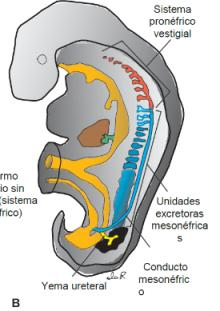 Sistema
pronéfrico
vestigial
rmo
io sin
(sistema
frico)
Unidades
excretoras
mesonéfrica
s
Conducto
mesonéfric
o
Yema ureteral
B